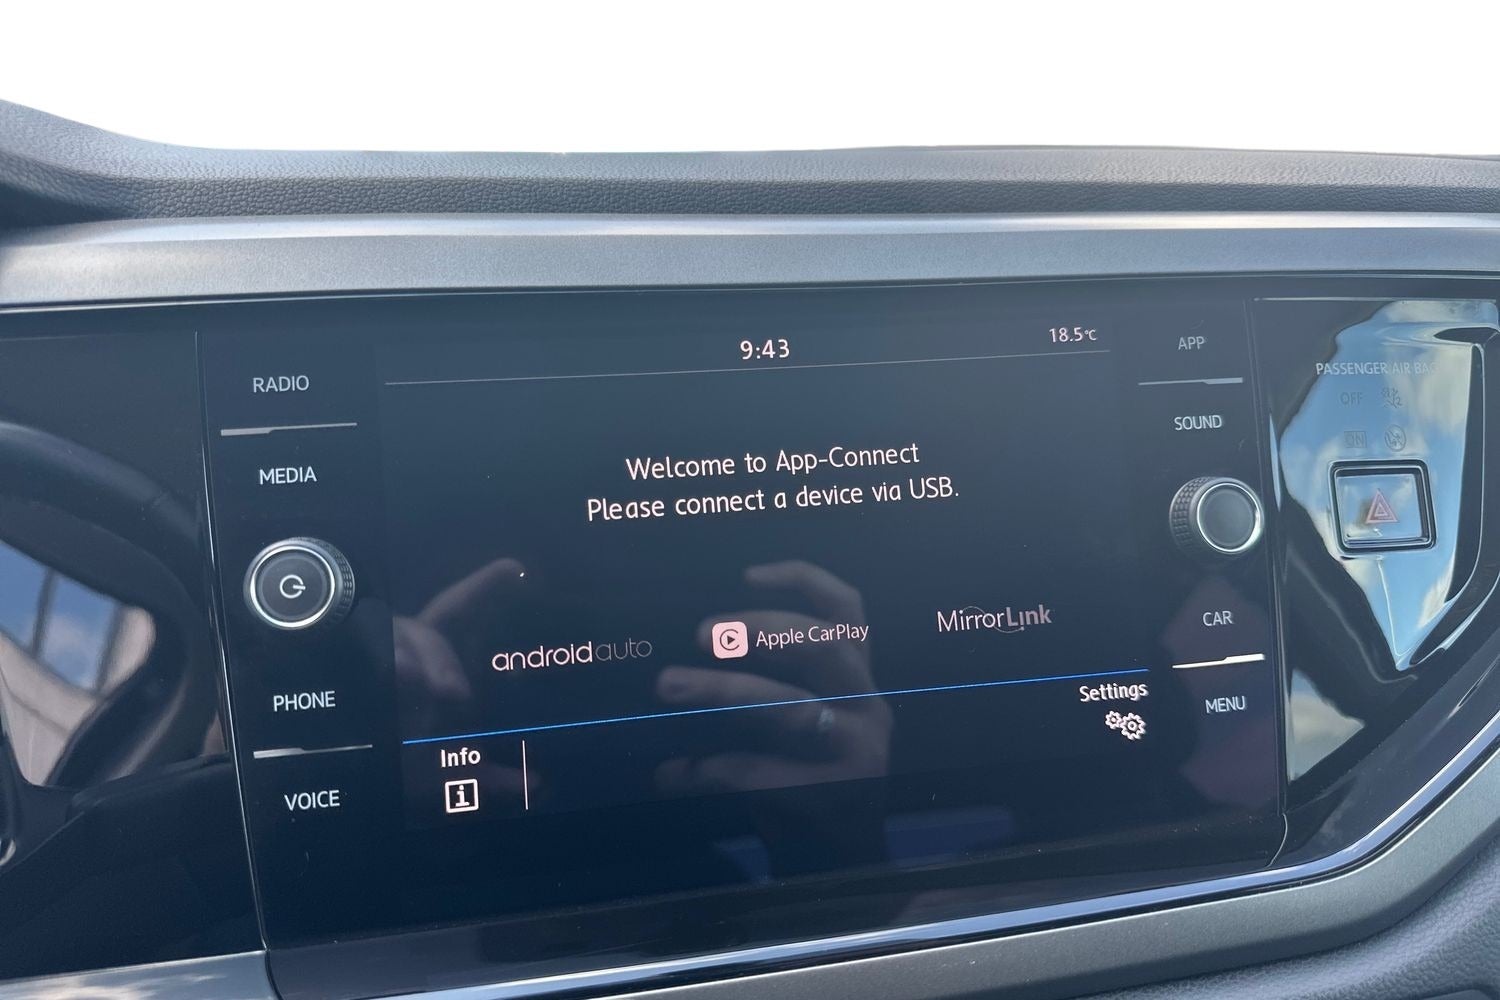 RADIO
MEDIA
PHONE
VOICE
9:43
18.5°C
Welcome to App-Connect
Please connect a device via USB.
androidauto
Apple CarPlay
MirrorLink
Settings
Info
i
APP
SOUND
CAR
MENU
PASSENGER AIR BAG
OFF
ON